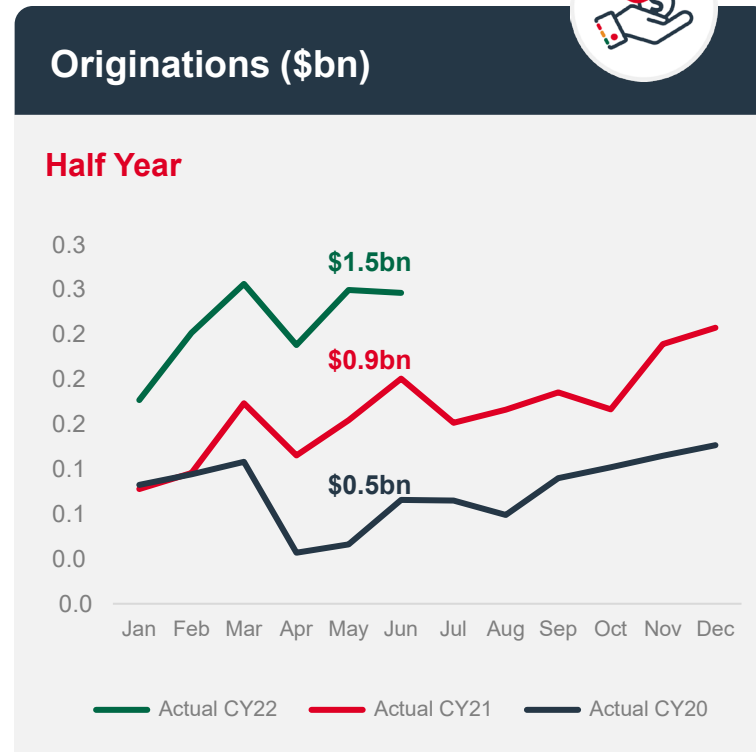 Originations ($bn)
Half Year
0.3
0.3
0.2
0.2
0.2
0.1
0.1
0.0
0.0
$1.5bn
$0.9bn
$0.5bn
Jan Feb Mar Apr May Jun Jul Aug Sep Oct Nov Dec
Actual CY22 Actual CY21 Actual CY20